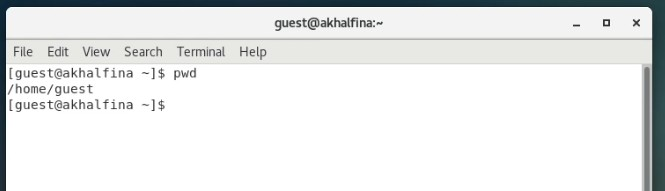 guest@akhalfina:~
File Edit View Search Terminal Help
[guest@akhalfina ~]$ pwd
/home/guest
[guest@akhalfina ~]$